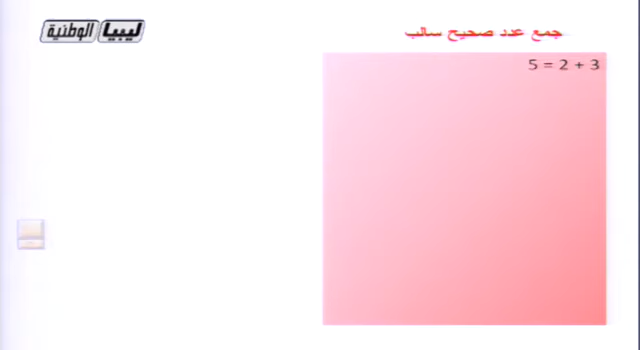 ليبيا الوطنية
جمع عدد صحيح سالب
5 = 2 + 3